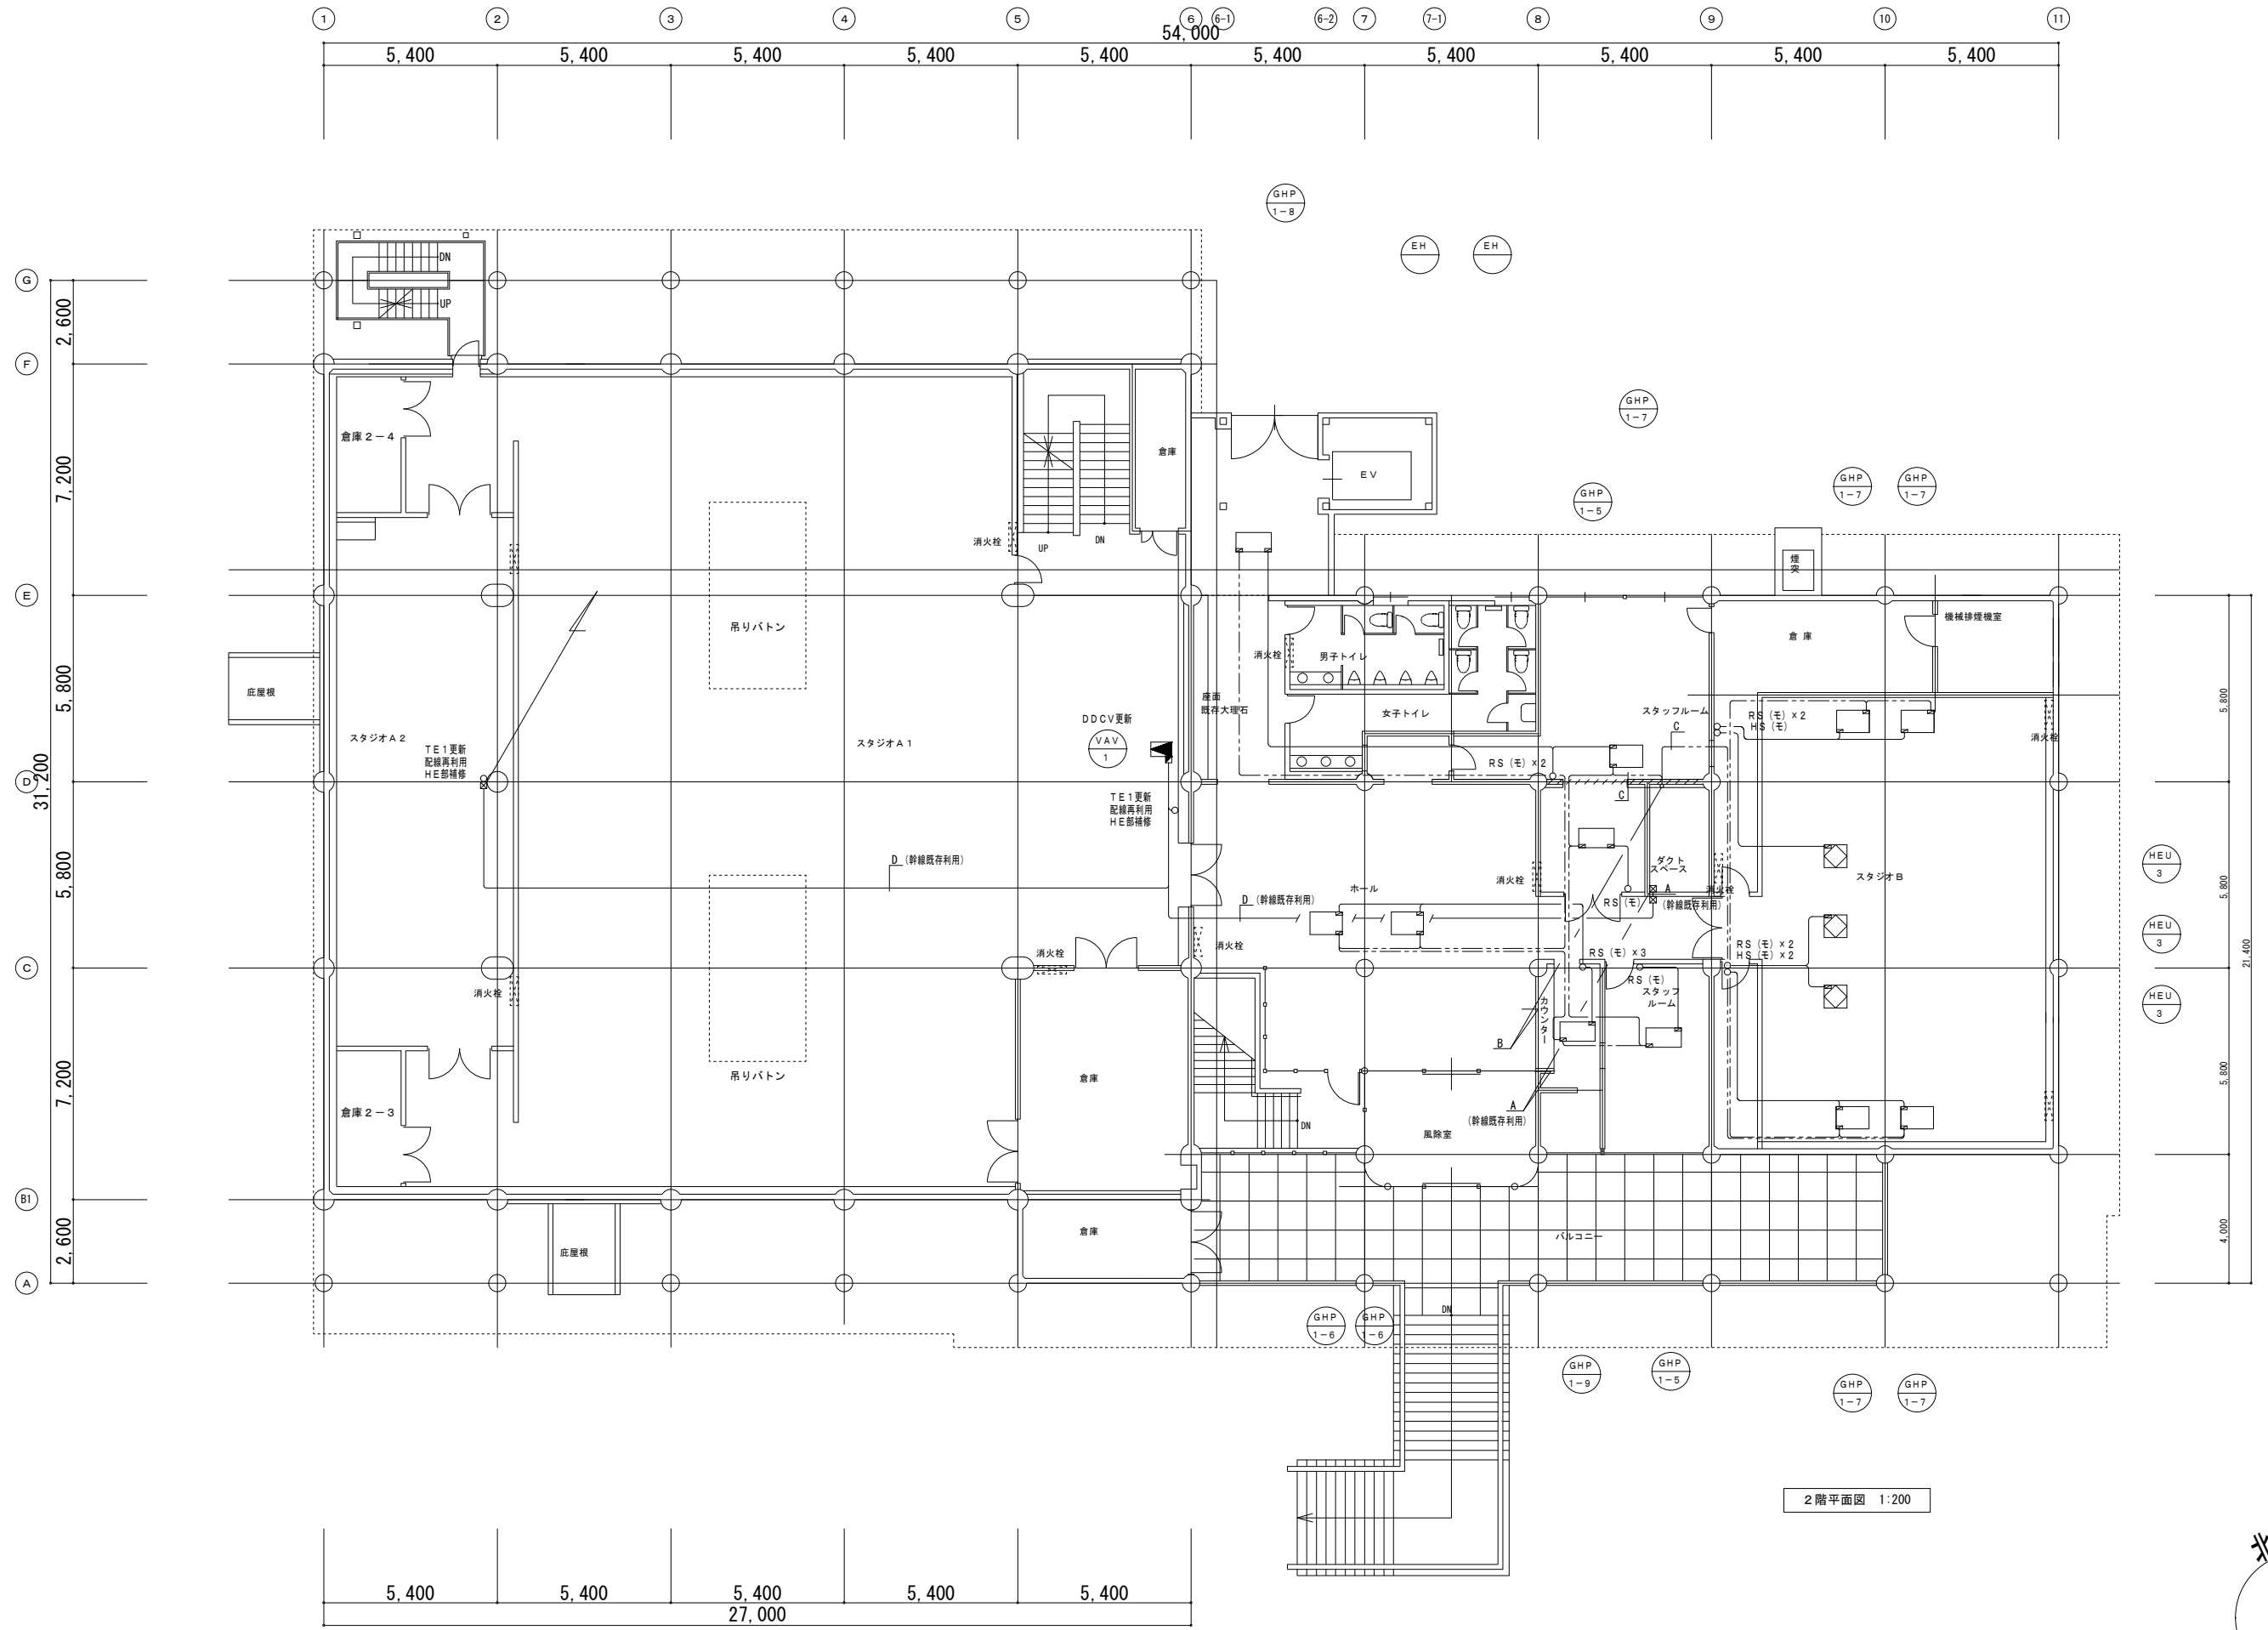 1
2
3
4
5
6
6-1
6-2
7
7-1
8
9
10
11
54,000
5,400
5,400
5,400
5,400
5,400
5,400
5,400
5,400
5,400
5,400
GHP
1-8
EH
EH
DN
UP
G
2,600
F
GHP
1-7
倉庫2-4
倉庫
EV
7,200
GHP
1-5
GHP
1-7
GHP
1-7
消火栓
UP
DN
煙突
E
吊りバトン
消火栓
男子トイレ
倉 庫
機械排煙機室
庇屋根
座面
既存大理石
5,800
5,800
女子トイレ
スタッフルーム
RS(モ)×2
HS(モ)
C
消火栓
DDCV更新
VAV
1
スタジオA2
スタジオA1
TE1更新
配線再利用
HE部補修
RS(モ)×2
D
31,200
C
TE1更新
配線再利用
HE部補修
D (幹線既存利用)
ダクト
スペース
HEU
3
5,800
5,800
消火栓
ホール
消火栓
スタジオB
A
(幹線既存利用)
D (幹線既存利用)
RS(モ)
HEU
3
消火栓
消火栓
RS(モ)×3
RS(モ)×2
HS(モ)×2
21,400
C
消火栓
RS(モ)
スタッフ
ルーム
HEU
3
カウンター
B
吊りバトン
倉庫
5,800
7,200
倉庫2-3
A
(幹線既存利用)
DN
風除室
B1
倉庫
バルコニー
庇屋根
2,600
4,000
A
DN
GHP
1-6
GHP
1-6
GHP
1-9
GHP
1-5
GHP
1-7
GHP
1-7
2階平面図 1:200
北
5,400
5,400
5,400
5,400
5,400
27,000